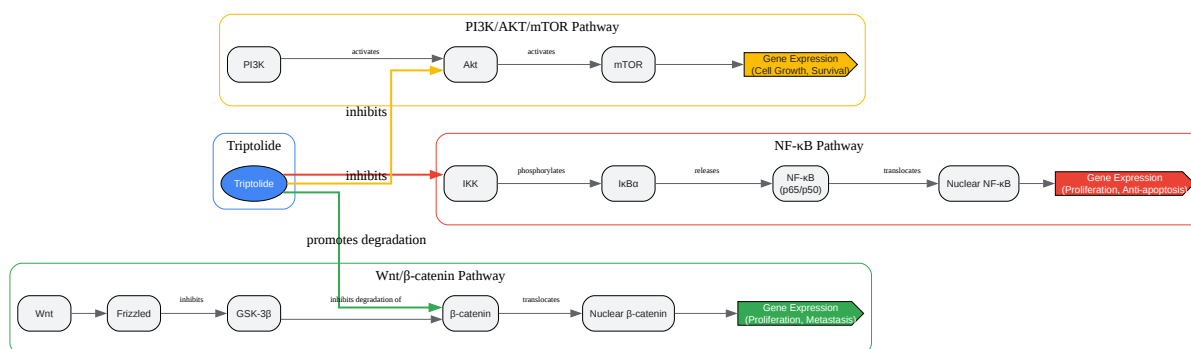 PI3K/AKT/mTOR Pathway
PI3K
activates
Akt
activates
mTOR
Gene Expression
(Cell Growth, Survival)
inhibits
Triptolide
Triptolide
inhibits
NF-κB Pathway
IKK
phosphorylates
IκBα
releases
NF-κB
(p65/p50)
translocates
Nuclear NF-κB
Gene Expression
(Proliferation, Anti-apoptosis)
promotes degradation
Wnt/β-catenin Pathway
Wnt
Frizzled
inhibits
GSK-3β
inhibits degradation of
β-catenin
translocates
Nuclear β-catenin
Gene Expression
(Proliferation, Metastasis)